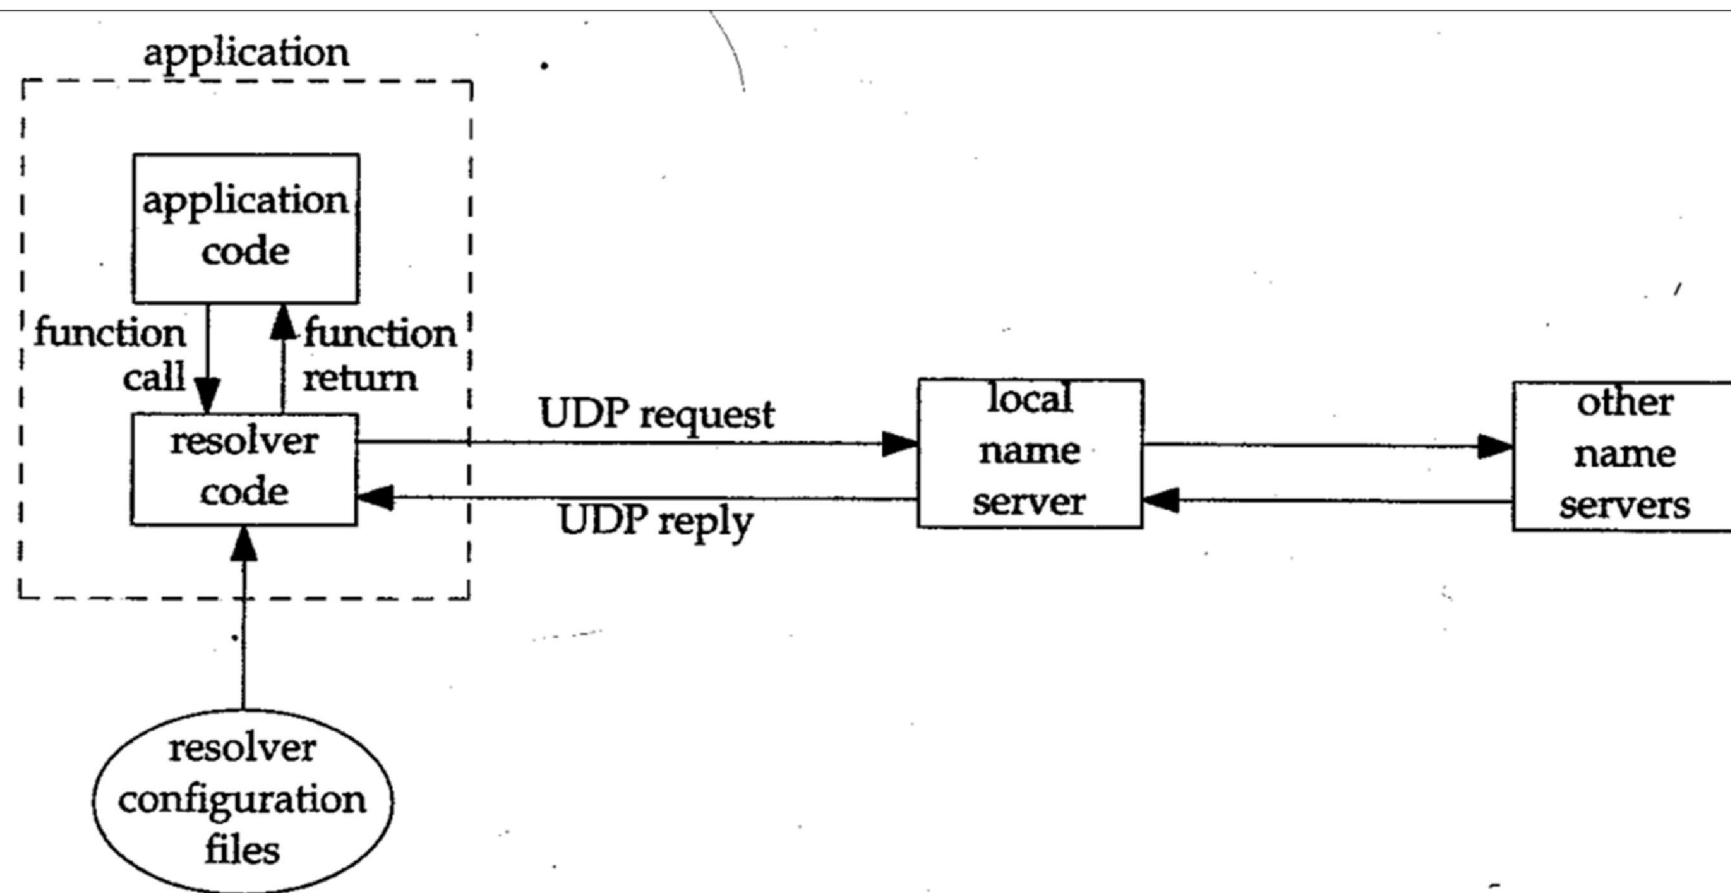 application
application
code
function
call
function
return
resolver
code
UDP request
UDP reply
local
name
server
other
name
servers
resolver
configuration
files